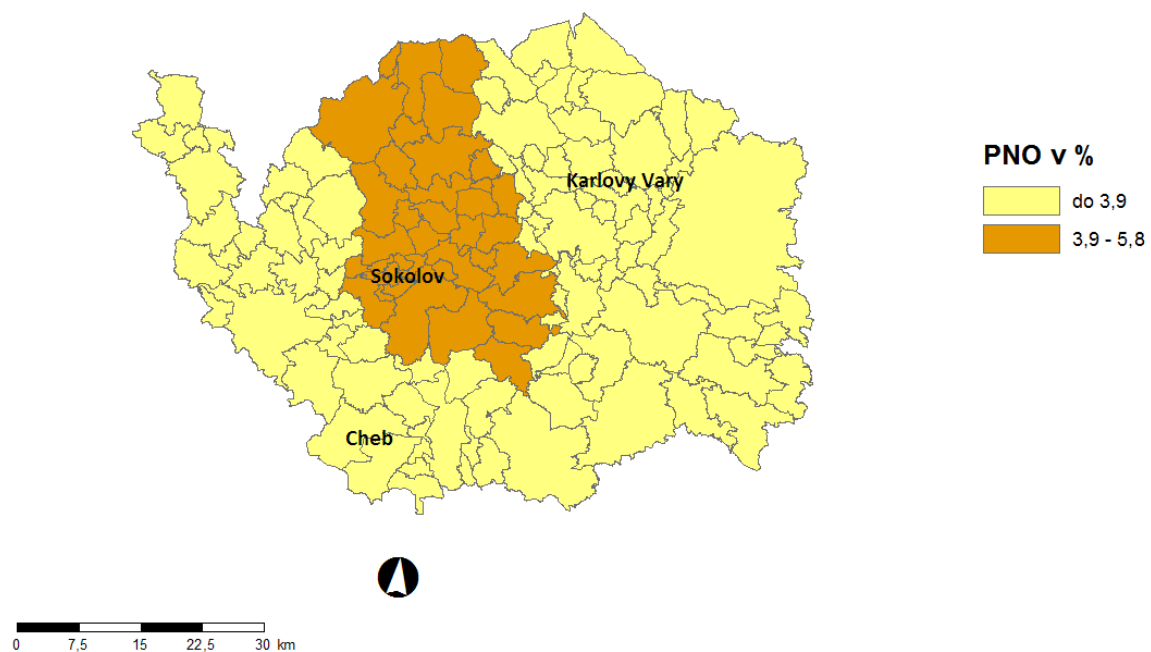 PNO v %
do 3,9
3,9 - 5,8
Karlovy Vary
Sokolov
Cheb
0 7,5 15 22,5 30 km